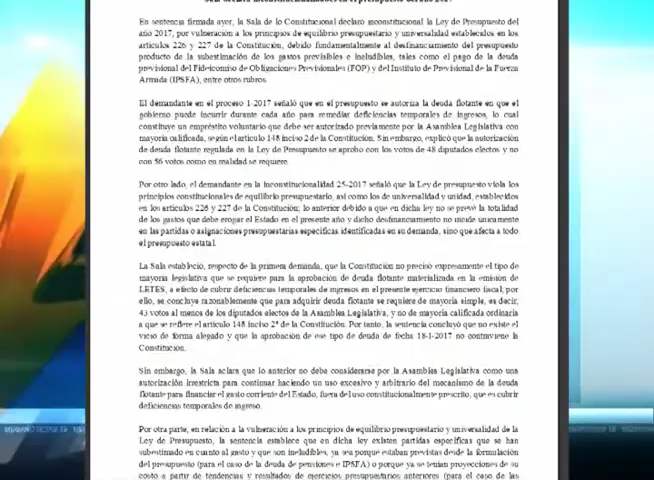 En sentencia firmada ayer, la Sala de lo Constitucional declaró inconstitucional la Ley de Presupuesto del
año 2017, por vulneración a los principios de equilibrio presupuestario y universalidad establecidos en los
artículos 226 y 227 de la Constitución, debido fundamentalmente al desfinanciamiento del presupuesto
producto de la subestimación de los gastos previsibles e ineludibles, tales como el pago de la deuda
previsional del Fideicomiso de Obligaciones Previsionales (FOP) y del Instituto de Previsional de la Fuerza
Armada (IPSFA), entre otros rubros.
El demandante en el proceso 1-2017 señaló que en el presupuesto se autoriza la deuda flotante en que el
gobierno puede incurrir durante cada año para remediar deficiencias temporales de ingresos, lo cual
constituye un empréstito voluntario que debe ser autorizado previamente por la Asamblea Legislativa con
mayoría calificada, según el artículo 148 inciso 2 de la Constitución. Sin embargo, explicó que la autorización
de deuda flotante regulada en la Ley de Presupuesto se aprobó con los votos de 48 diputados electos y no
con 56 votos como en realidad se requiere.
Por otro lado, el demandante en la inconstitucionalidad 25-2017 señaló que la Ley de presupuesto viola los
principios constitucionales de equilibrio presupuestario, así como los de universalidad y unidad, establecidos
en los artículos 226 y 227 de la Constitución; lo anterior debido a que en dicha ley no se prevé la totalidad
de los gastos que debe erogar el Estado en el presente año y dicho desfinanciamiento no incide únicamente
en las partidas o asignaciones presupuestarias específicas identificadas en su demanda, sino que afecta a todo
el presupuesto estatal.
La Sala estableció, respecto de la primera demanda, que la Constitución no precisó expresamente el tipo de
mayoría legislativa que se requiere para la aprobación de deuda flotante materializada en la emisión de
LETES, a efecto de cubrir deficiencias temporales de ingresos en el presente ejercicio financiero fiscal; por
ello, se concluye razonablemente que para adquirir deuda flotante se requiere de mayoría simple, es decir,
43 votos al menos de los diputados electos de la Asamblea Legislativa, y no de mayoría calificada ordinaria
a que se refiere el artículo 148 inciso 2° de la Constitución. Por tanto, la sentencia concluyó que no existe el
vicio de forma alegado y que la aprobación de ese tipo de deuda de fecha 18-1-2017 no contraviene la
Constitución.
Sin embargo, la Sala aclara que lo anterior no debe considerarse por la Asamblea Legislativa como una
autorización irrestricta para continuar haciendo un uso excesivo y arbitrario del mecanismo de la deuda
flotante para financiar el gasto corriente del Estado, fuera del uso constitucionalmente prescrito, que es cubrir
deficiencias temporales de ingreso.
Por otra parte, en relación a la vulneración a los principios de equilibrio presupuestario y universalidad de la
Ley de Presupuesto, la sentencia establece que en dicha ley existen partidas específicas que se han
subestimado en cuanto al gasto y que son ineludibles, ya sea porque estaban previstas desde la formulación
del presupuesto (para el caso de la deuda de pensiones e IPSFA) o porque ya se tenían proyecciones de su
costo a partir de tendencias y resultados de ejercicios presupuestarios anteriores (para el caso de las